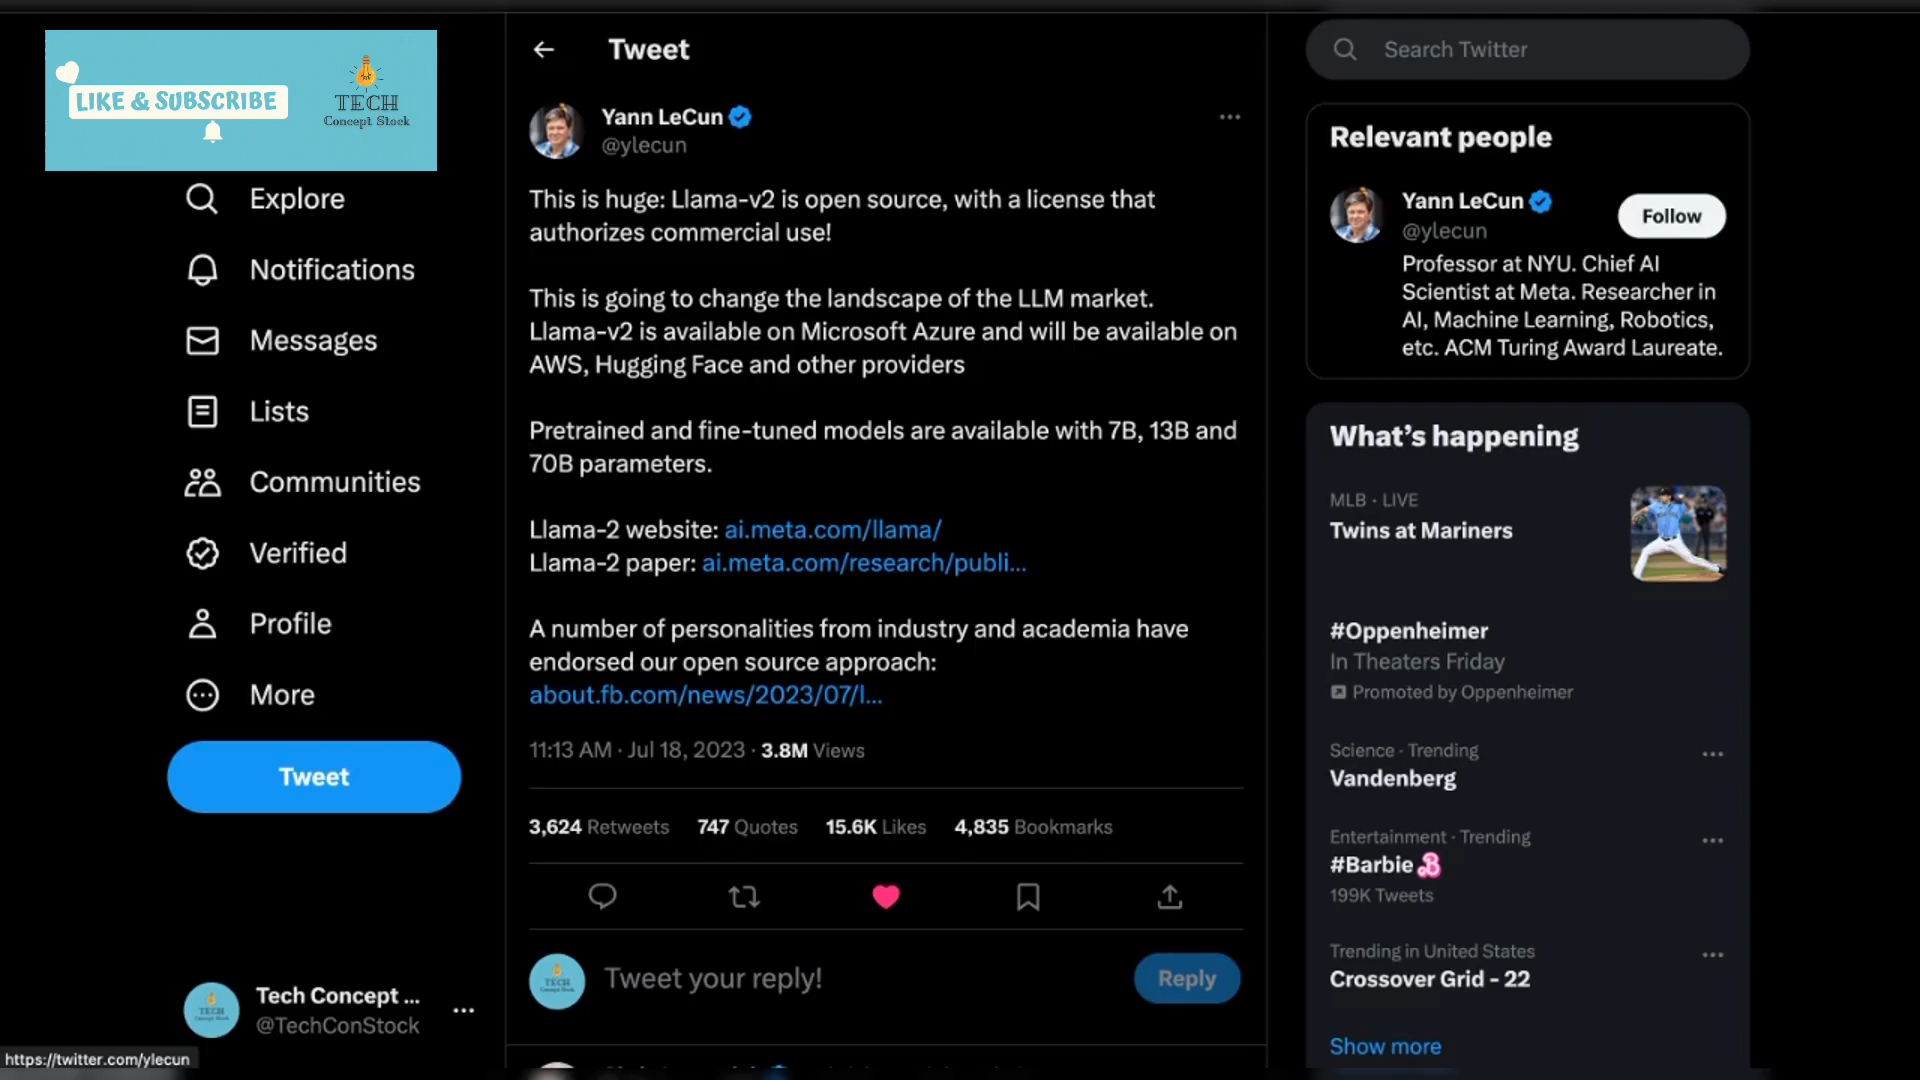 LIKE & SUBSCRIBE
TECH
Concept Stock
Explore
Notifications
Messages
Lists
Communities
Verified
Profile
More
Tweet
Tech Concept ...
@TechConStock
https://twitter.com/ylecun
Tweet
Yann LeCun
@ylecun
This is huge: Llama-v2 is open source, with a license that
authorizes commercial use!
This is going to change the landscape of the LLM market.
Llama-v2 is available on Microsoft Azure and will be available on
AWS, Hugging Face and other providers
Pretrained and fine-tuned models are available with 7B, 13B and
70B parameters.
Llama-2 website: ai.meta.com/llama/
Llama-2 paper: ai.meta.com/research/publi...
A number of personalities from industry and academia have
endorsed our open source approach:
about.fb.com/news/2023/07/l...
11:13 AM · Jul 18, 2023 · 3.8M Views
3,624 Retweets 747 Quotes 15.6K Likes 4,835 Bookmarks
TECH
Tweet your reply!
Reply
Search Twitter
Relevant people
Yann LeCun
@ylecun
Follow
Professor at NYU. Chief AI
Scientist at Meta. Researcher in
AI, Machine Learning, Robotics,
etc. ACM Turing Award Laureate.
What's happening
MLB · LIVE
Twins at Mariners
#Oppenheimer
In Theaters Friday
Promoted by Oppenheimer
Science · Trending
Vandenberg
Entertainment · Trending
#Barbie
199K Tweets
Trending in United States
Crossover Grid - 22
Show more